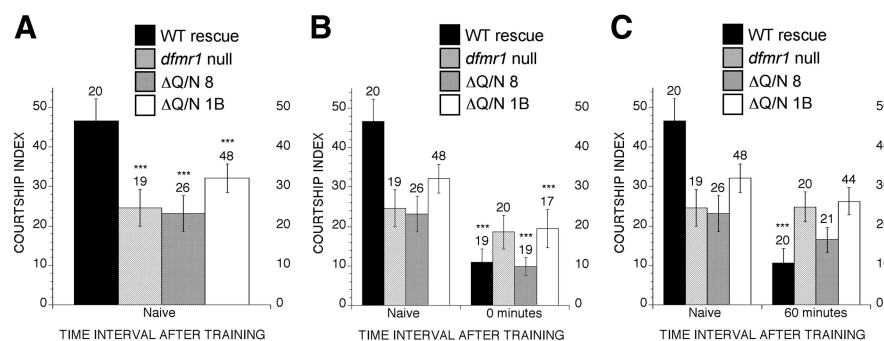 A
WT rescue
dfmr1 null
ΔQ/N 8
ΔQ/N 1B
COURTSHIP INDEX
50
40
30
20
10
0
20
***
19
***
26
***
48
50
40
30
20
10
0
Naive
TIME INTERVAL AFTER TRAINING
B
WT rescue
dfmr1 null
ΔQ/N 8
ΔQ/N 1B
COURTSHIP INDEX
50
40
30
20
10
0
20
19
26
48
***
19
20
***
19
***
17
50
40
30
20
10
0
Naive
0 minutes
TIME INTERVAL AFTER TRAINING
C
WT rescue
dfmr1 null
ΔQ/N 8
ΔQ/N 1B
COURTSHIP INDEX
50
40
30
20
10
0
20
19
26
48
***
20
20
21
44
Naive
60 minutes
TIME INTERVAL AFTER TRAINING